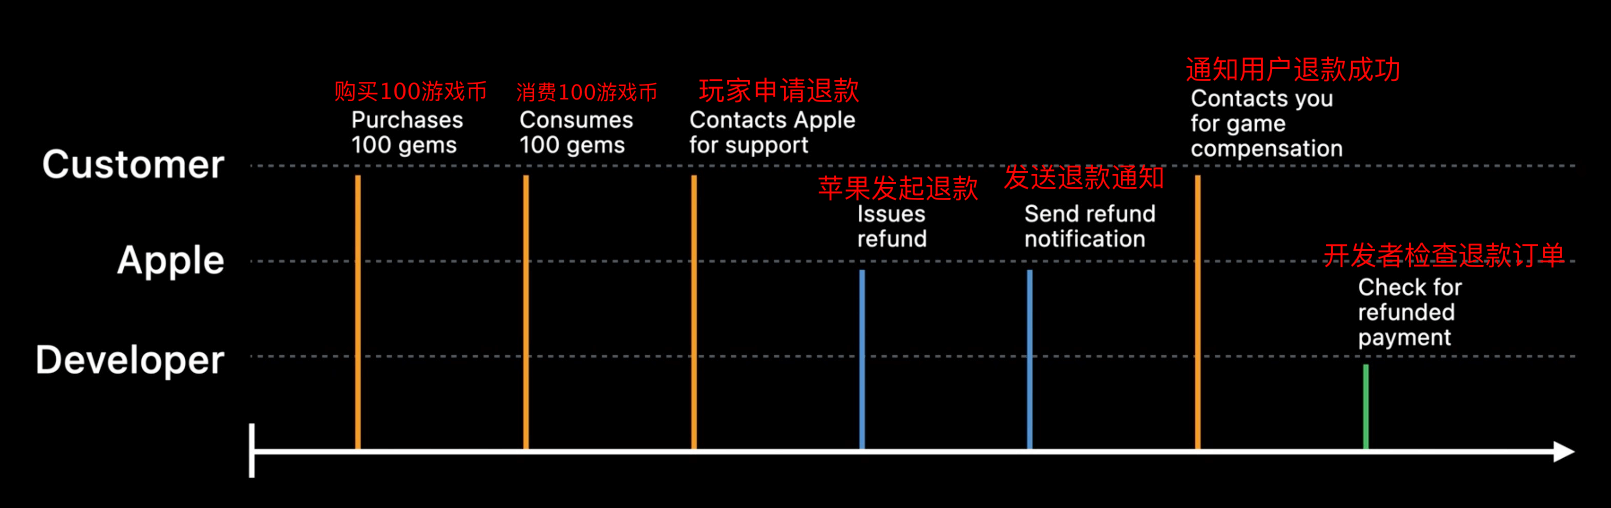 购买100游戏币
Purchases
100 gems
消费100游戏币
Consumes
100 gems
玩家申请退款
Contacts Apple
for support
通知用户退款成功
Contacts you
for game
compensation
Customer
苹果发起退款
Issues
refund
发送退款通知
Send refund
notification
Apple
开发者检查退款订单
Check for
refunded
payment
Developer